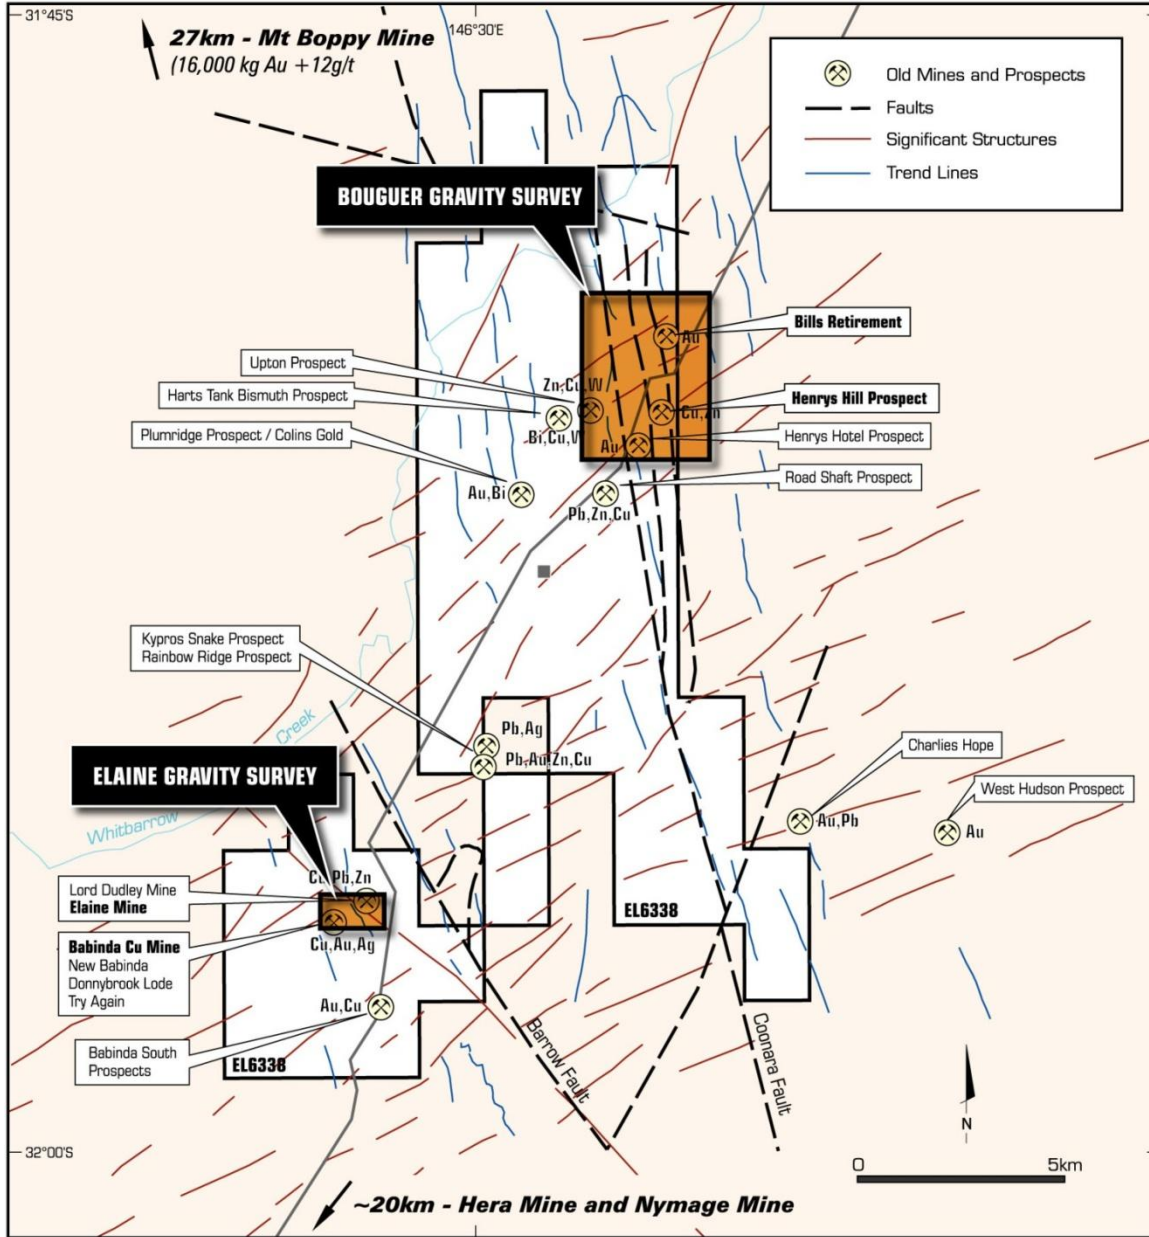 31°45'S
146°30'E
27km - Mt Boppy Mine
(16,000 kg Au +12g/t
Old Mines and Prospects
Faults
Significant Structures
Trend Lines
BOUGUER GRAVITY SURVEY
Bills Retirement
Au
Upton Prospect
Zn,Cu,W
Harts Tank Bismuth Prospect
Henrys Hill Prospect
Cu,Zn
Bi,Cu,W
Plumridge Prospect / Colins Gold
Au
Henrys Hotel Prospect
Au,Bi
Road Shaft Prospect
Pb,Zn,Cu
Kypros Snake Prospect
Rainbow Ridge Prospect
Pb,Ag
Pb,Au,Zn,Cu
Creek
Whitbarrow
ELAINE GRAVITY SURVEY
Charlies Hope
West Hudson Prospect
Au,Pb
Au
Cu,Pb,Zn
Lord Dudley Mine
Elaine Mine
EL6338
Babinda Cu Mine
New Babinda
Donnybrook Lode
Try Again
Cu,Au,Ag
Au,Cu
Babinda South
Prospects
EL6338
Barrow Fault
Coonara Fault
N
32°00'S
0
5km
~20km - Hera Mine and Nymage Mine